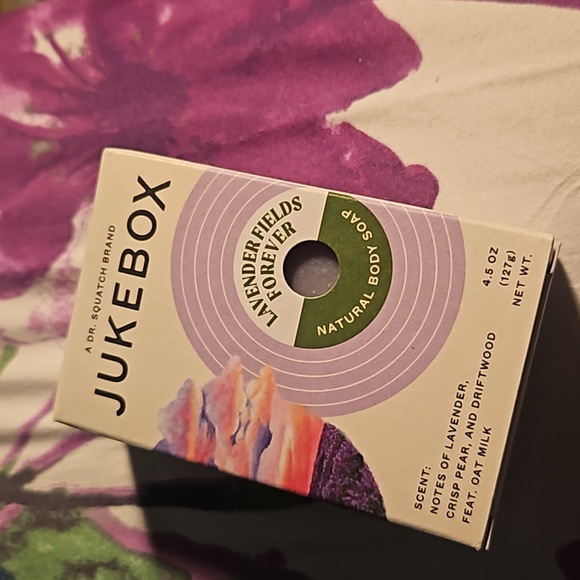 A DR. SQUATCH BRAND
JUKEBOX
LAVENDER FIELDS
FOREVER
NATURAL BODY SOAP
SCENT:
NOTES OF LAVENDER,
CRISP PEAR, AND DRIFTWOOD
FEAT. OAT MILK
4.5 OZ
(127g)
NET WT.